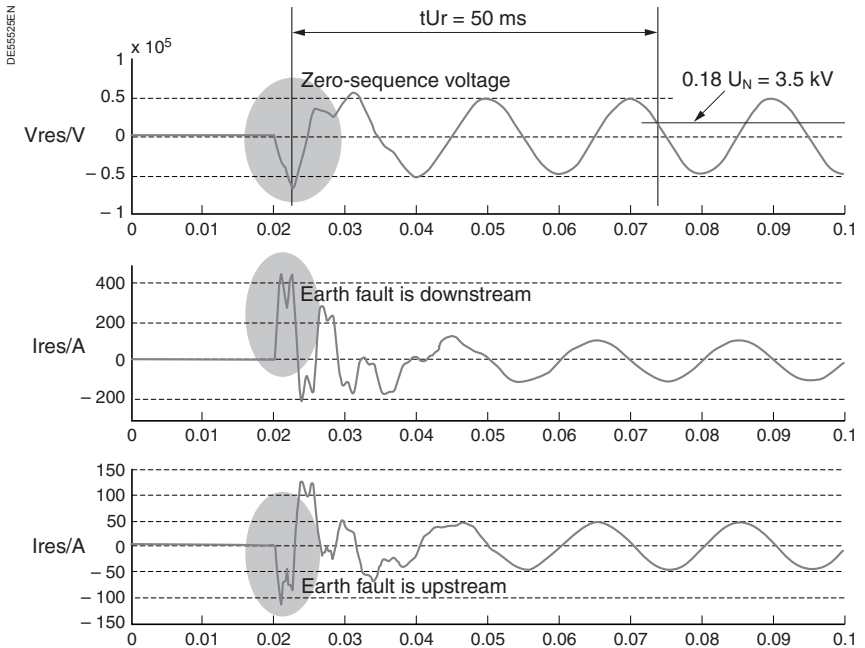 DE55525EN
tUr = 50 ms
x 10⁵
1
Zero-sequence voltage
0.18 U_N = 3.5 kV
0.5
Vres/V
0
– 0.5
– 1
0 0.01 0.02 0.03 0.04 0.05 0.06 0.07 0.08 0.09 0.1
400
Earth fault is downstream
200
Ires/A
0
– 200
0 0.01 0.02 0.03 0.04 0.05 0.06 0.07 0.08 0.09 0.1
150
100
50
Ires/A
0
– 50
Earth fault is upstream
– 100
– 150
0 0.01 0.02 0.03 0.04 0.05 0.06 0.07 0.08 0.09 0.1